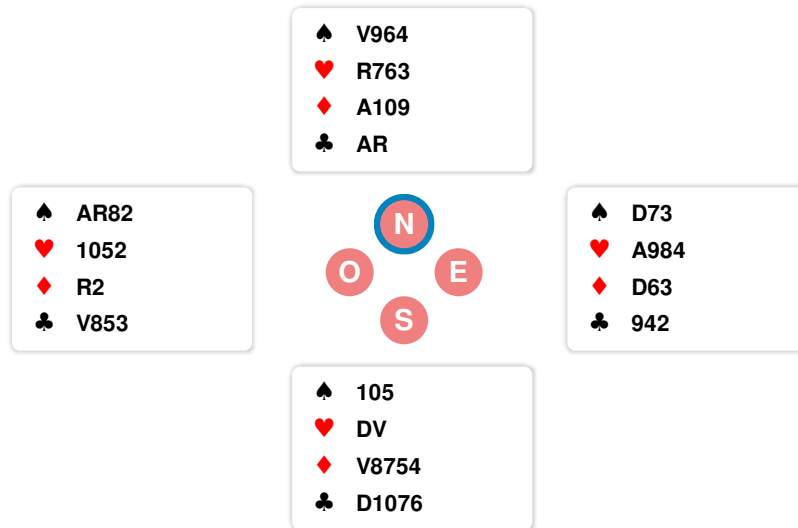 ♠ V964
♥ R763
♦ A109
♣ AR
♠ AR82
♥ 1052
♦ R2
♣ V853
N
O
E
S
♠ D73
♥ A984
♦ D63
♣ 942
♠ 105
♥ DV
♦ V8754
♣ D1076